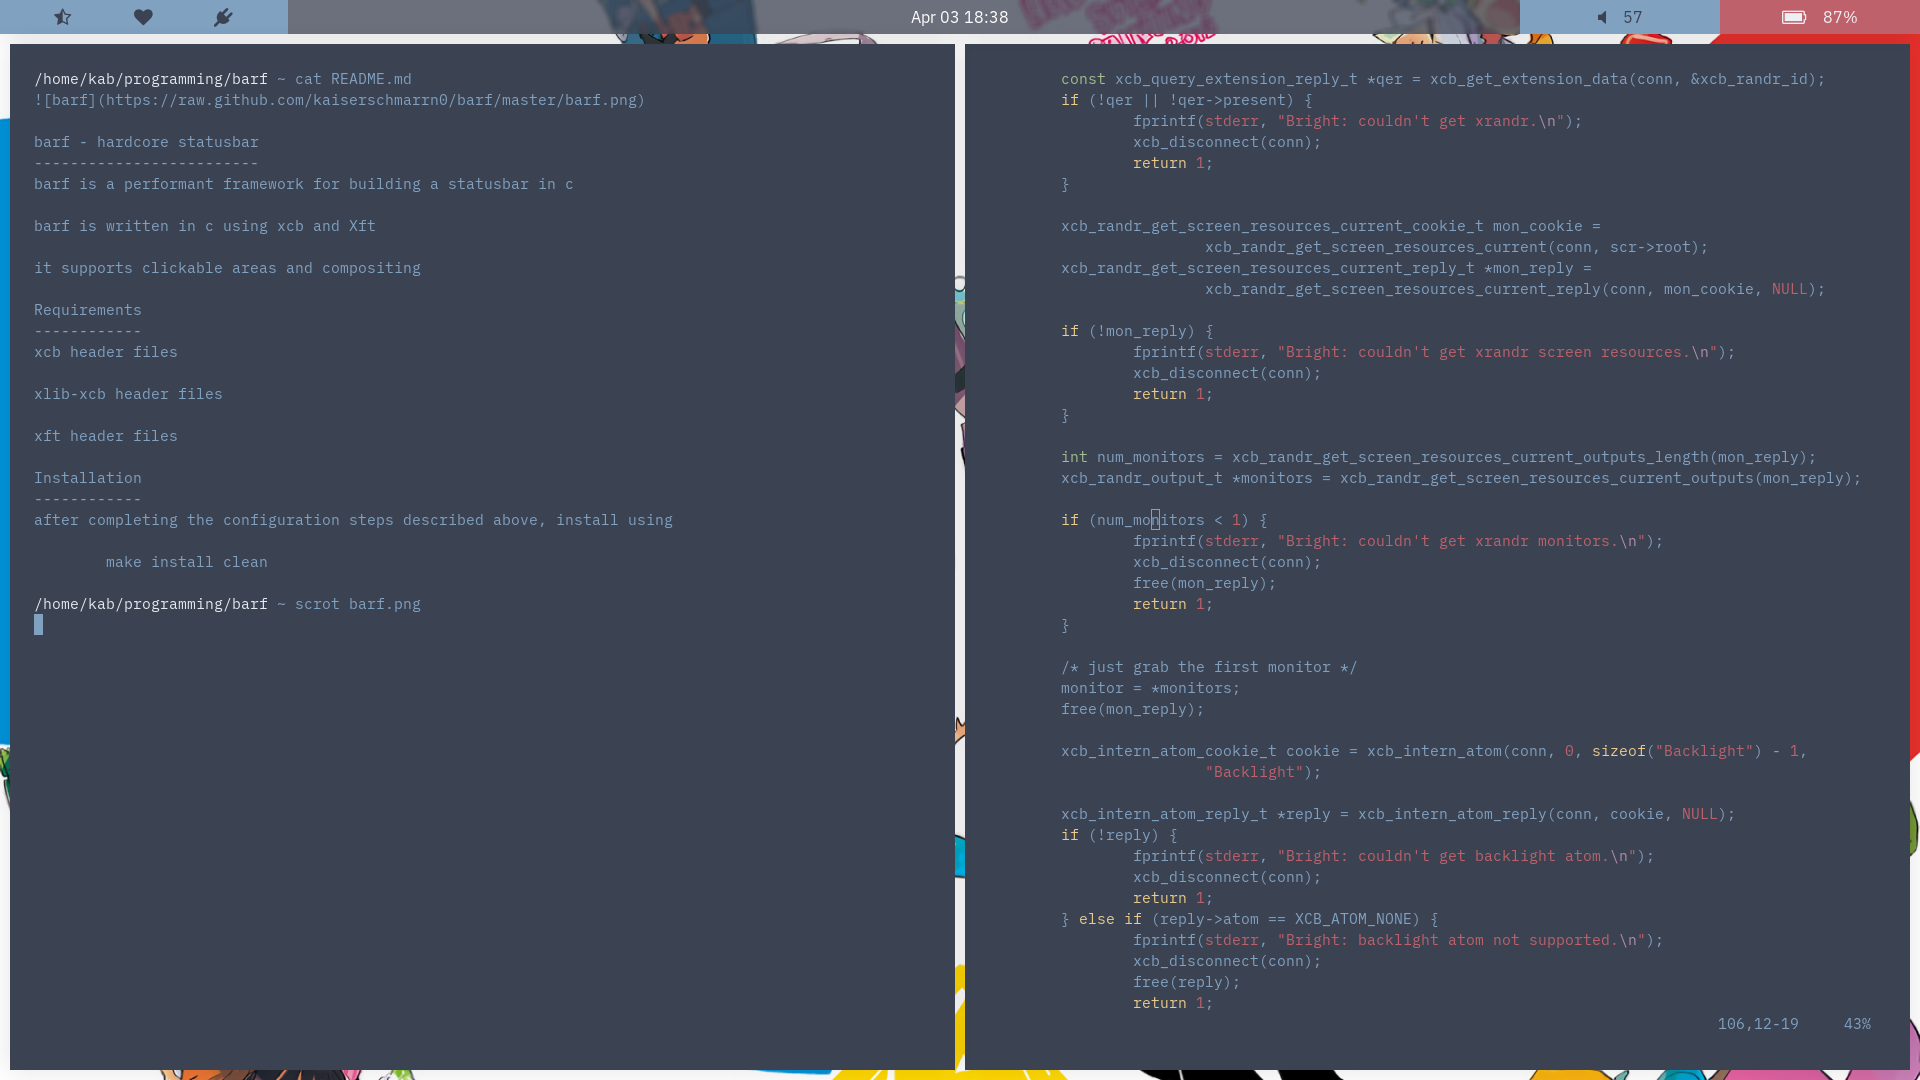 Apr 03 18:38
57
87%
/home/kab/programming/barf ~ cat README.md
![barf](https://raw.github.com/kaiserschmarrn0/barf/master/barf.png)
barf - hardcore statusbar
-------------------------
barf is a performant framework for building a statusbar in c
barf is written in c using xcb and Xft
it supports clickable areas and compositing
Requirements
------------
xcb header files
xlib-xcb header files
xft header files
Installation
------------
after completing the configuration steps described above, install using
make install clean
/home/kab/programming/barf ~ scrot barf.png
const xcb_query_extension_reply_t *qer = xcb_get_extension_data(conn, &xcb_randr_id);
if (!qer || !qer->present) {
fprintf(stderr, "Bright: couldn't get xrandr.\n");
xcb_disconnect(conn);
return 1;
}
xcb_randr_get_screen_resources_current_cookie_t mon_cookie =
xcb_randr_get_screen_resources_current(conn, scr->root);
xcb_randr_get_screen_resources_current_reply_t *mon_reply =
xcb_randr_get_screen_resources_current_reply(conn, mon_cookie, NULL);
if (!mon_reply) {
fprintf(stderr, "Bright: couldn't get xrandr screen resources.\n");
xcb_disconnect(conn);
return 1;
}
int num_monitors = xcb_randr_get_screen_resources_current_outputs_length(mon_reply);
xcb_randr_output_t *monitors = xcb_randr_get_screen_resources_current_outputs(mon_reply);
if (num_monitors < 1) {
fprintf(stderr, "Bright: couldn't get xrandr monitors.\n");
xcb_disconnect(conn);
free(mon_reply);
return 1;
}
/* just grab the first monitor */
monitor = *monitors;
free(mon_reply);
xcb_intern_atom_cookie_t cookie = xcb_intern_atom(conn, 0, sizeof("Backlight") - 1,
"Backlight");
xcb_intern_atom_reply_t *reply = xcb_intern_atom_reply(conn, cookie, NULL);
if (!reply) {
fprintf(stderr, "Bright: couldn't get backlight atom.\n");
xcb_disconnect(conn);
return 1;
} else if (reply->atom == XCB_ATOM_NONE) {
fprintf(stderr, "Bright: backlight atom not supported.\n");
xcb_disconnect(conn);
free(reply);
return 1;
106,12-19 43%